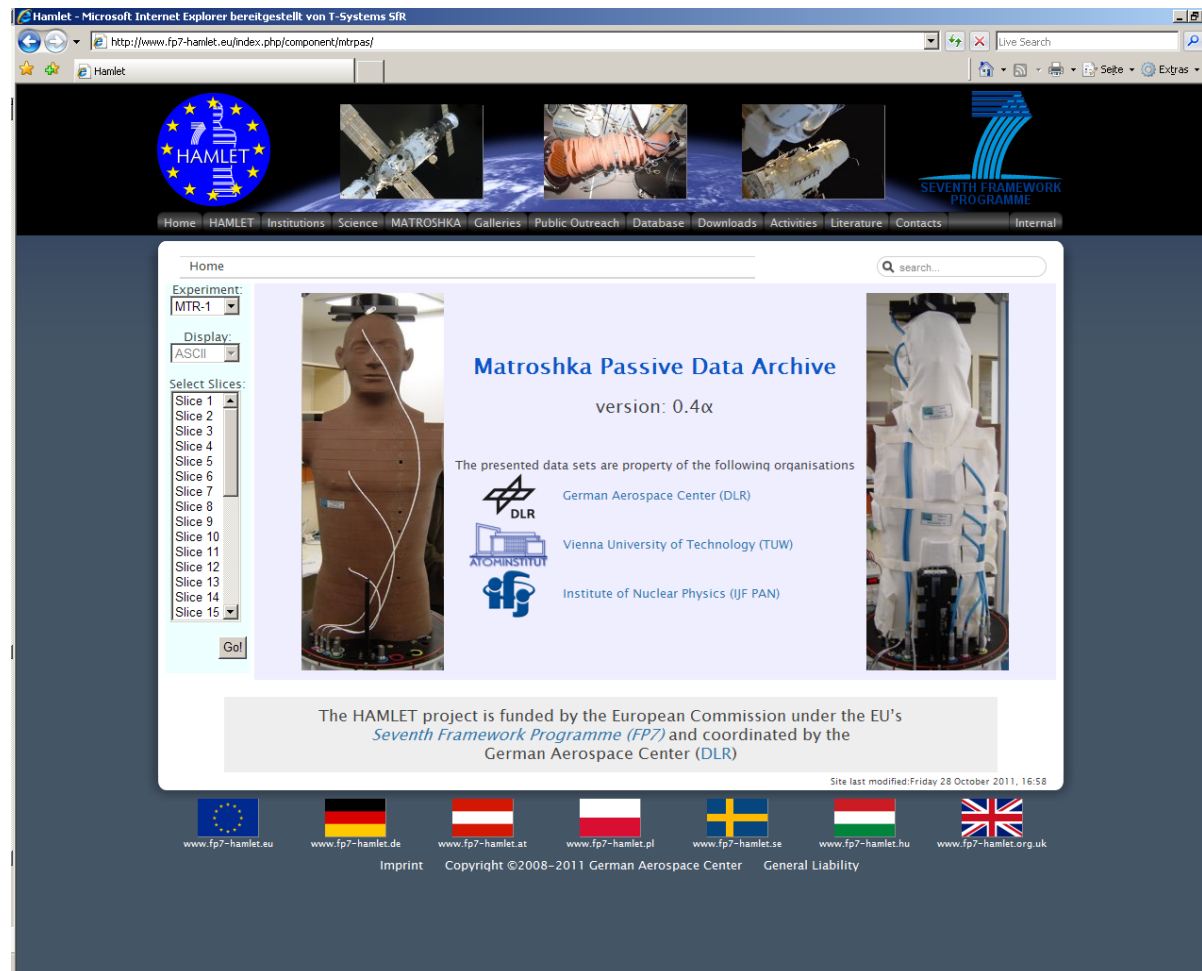 Hamlet - Microsoft Internet Explorer bereitgestellt von T-Systems SfR
http://www.fp7-hamlet.eu/index.php/component/mtrpas/
Live Search
Hamlet
Seite
Extras
7
HAMLET
SEVENTH FRAMEWORK
PROGRAMME
Home HAMLET Institutions Science MATROSHKA Galleries Public Outreach Database Downloads Activities Literature Contacts Internal
Home
search...
Experiment:
MTR-1
Display:
ASCII
Select Slices:
Slice 1
Slice 2
Slice 3
Slice 4
Slice 5
Slice 6
Slice 7
Slice 8
Slice 9
Slice 10
Slice 11
Slice 12
Slice 13
Slice 14
Slice 15
Go!
Matroshka Passive Data Archive
version: 0.4α
The presented data sets are property of the following organisations
DLR
German Aerospace Center (DLR)
ATOMINSTITUT
Vienna University of Technology (TUW)
ifj
Institute of Nuclear Physics (IJF PAN)
The HAMLET project is funded by the European Commission under the EU's
Seventh Framework Programme (FP7) and coordinated by the
German Aerospace Center (DLR)
Site last modified:Friday 28 October 2011, 16:58
www.fp7-hamlet.eu www.fp7-hamlet.de www.fp7-hamlet.at www.fp7-hamlet.pl www.fp7-hamlet.se www.fp7-hamlet.hu www.fp7-hamlet.org.uk
Imprint Copyright ©2008-2011 German Aerospace Center General Liability